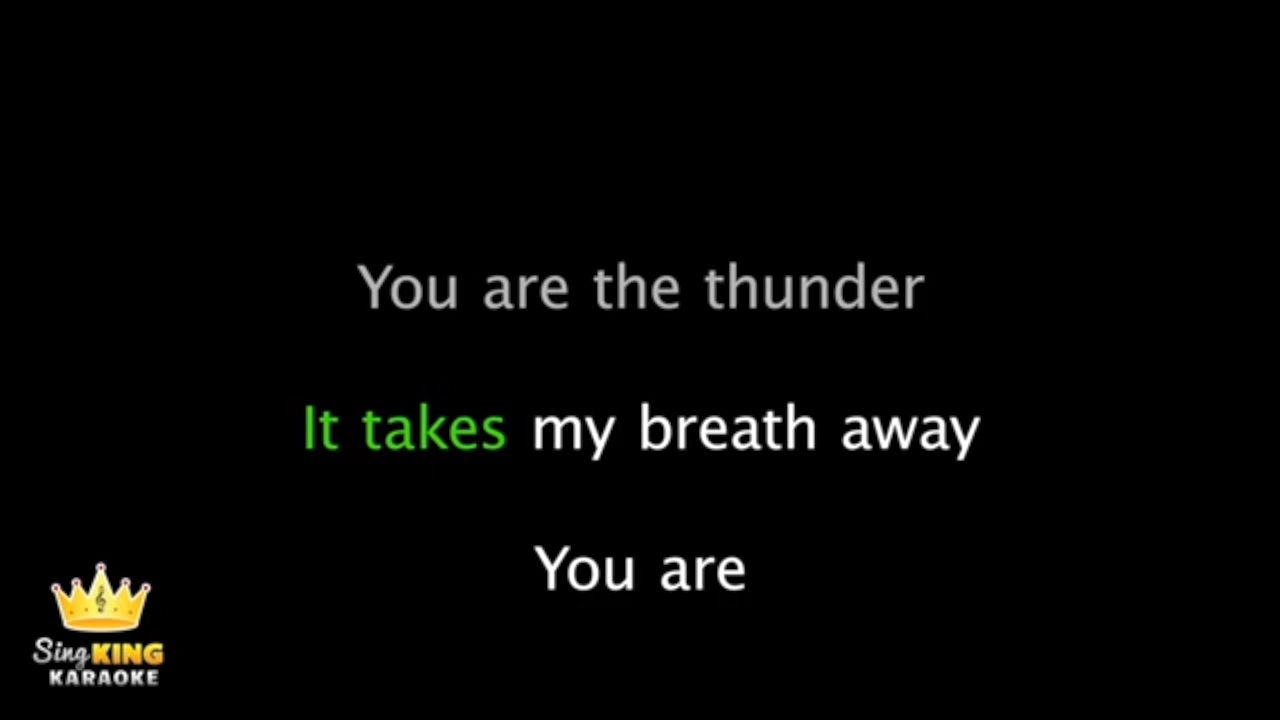 You are the thunder
It takes my breath away
You are
Sing KING
KARAOKE